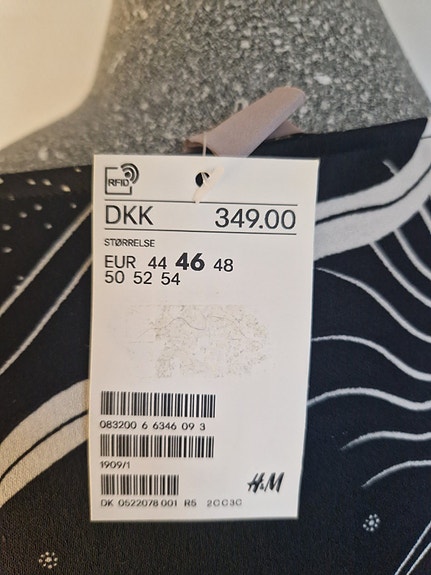 RFID
DKK 349.00
STØRRELSE
EUR 44 46 48
50 52 54
083200 6 6346 09 3
1909/1
H&M
DK 0522078 001 R5 2CC3C